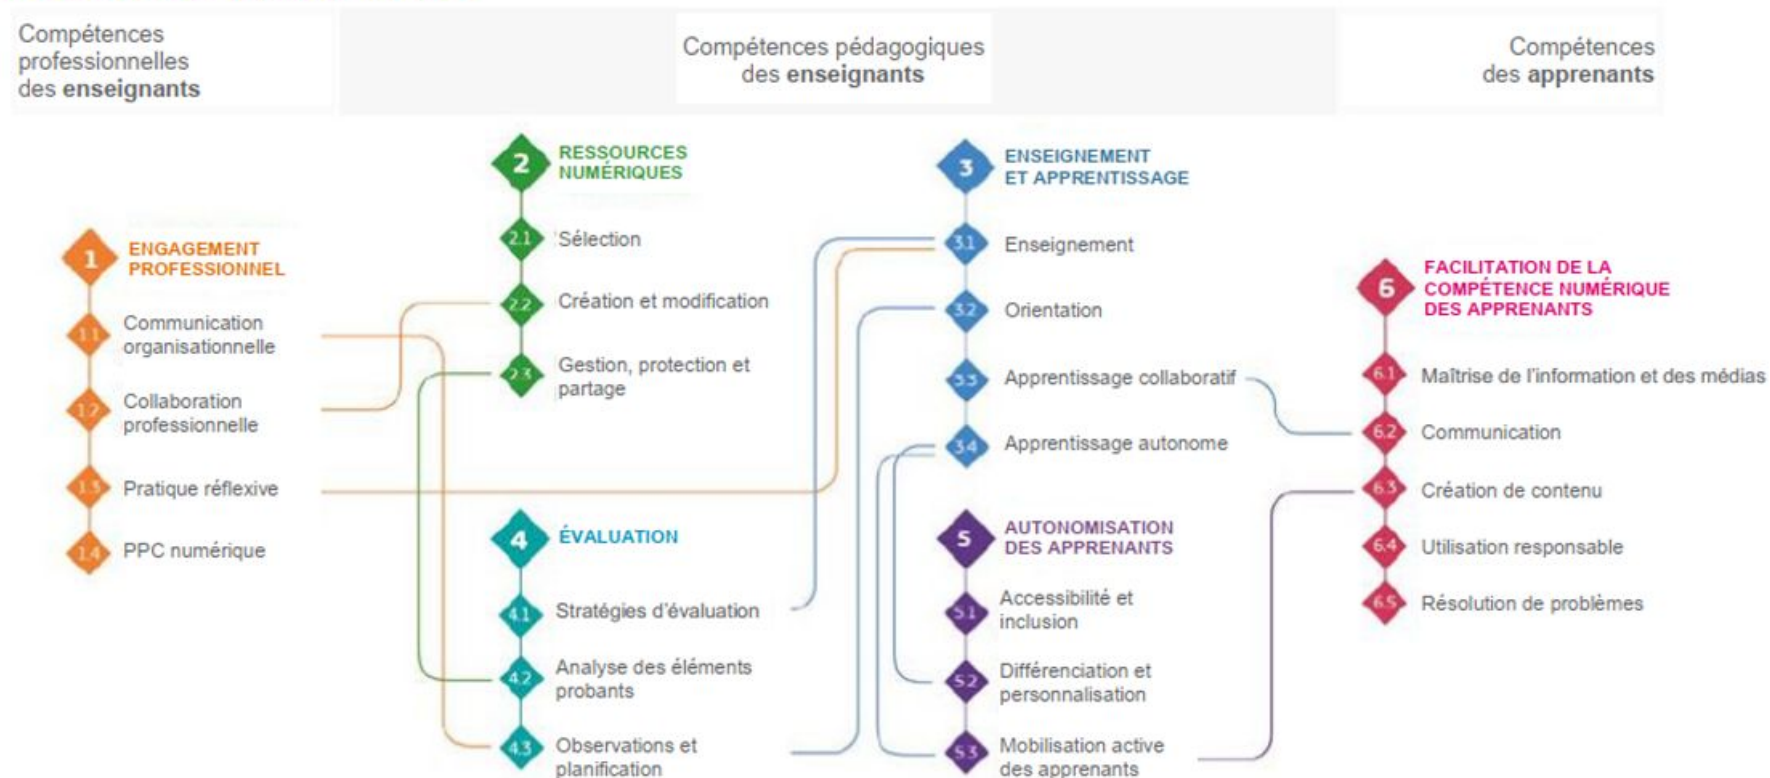 Compétences
professionnelles
des enseignants
Compétences pédagogiques
des enseignants
Compétences
des apprenants
1
ENGAGEMENT
PROFESSIONNEL
1.1
Communication
organisationnelle
1.2
Collaboration
professionnelle
1.3
Pratique réflexive
1.4
PPC numérique
2
RESSOURCES
NUMÉRIQUES
2.1
Sélection
2.2
Création et modification
2.3
Gestion, protection et
partage
4
ÉVALUATION
4.1
Stratégies d'évaluation
4.2
Analyse des éléments
probants
4.3
Observations et
planification
3
ENSEIGNEMENT
ET APPRENTISSAGE
3.1
Enseignement
3.2
Orientation
3.3
Apprentissage collaboratif
3.4
Apprentissage autonome
5
AUTONOMISATION
DES APPRENANTS
5.1
Accessibilité et
inclusion
5.2
Différenciation et
personnalisation
5.3
Mobilisation active
des apprenants
6
FACILITATION DE LA
COMPÉTENCE NUMÉRIQUE
DES APPRENANTS
6.1
Maîtrise de l'information et des médias
6.2
Communication
6.3
Création de contenu
6.4
Utilisation responsable
6.5
Résolution de problèmes